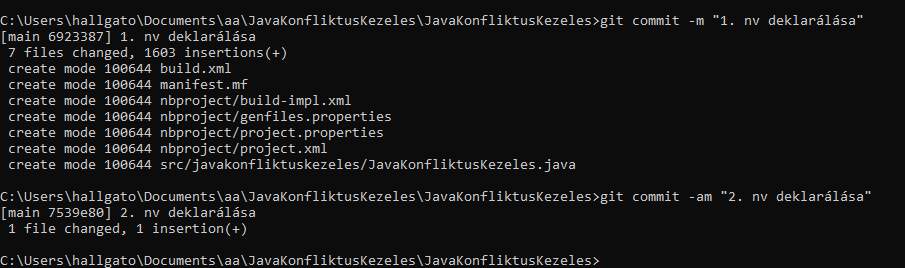 C:\Users\hallgato\Documents\aa\JavaKonfliktusKezeles\JavaKonfliktusKezeles>git commit -m "1. nv deklarálása"
[main 6923387] 1. nv deklarálása
 7 files changed, 1603 insertions(+)
 create mode 100644 build.xml
 create mode 100644 manifest.mf
 create mode 100644 nbproject/build-impl.xml
 create mode 100644 nbproject/genfiles.properties
 create mode 100644 nbproject/project.properties
 create mode 100644 nbproject/project.xml
 create mode 100644 src/javakonfliktuskezeles/JavaKonfliktusKezeles.java
C:\Users\hallgato\Documents\aa\JavaKonfliktusKezeles\JavaKonfliktusKezeles>git commit -am "2. nv deklarálása"
[main 7539e80] 2. nv deklarálása
 1 file changed, 1 insertion(+)
C:\Users\hallgato\Documents\aa\JavaKonfliktusKezeles\JavaKonfliktusKezeles>